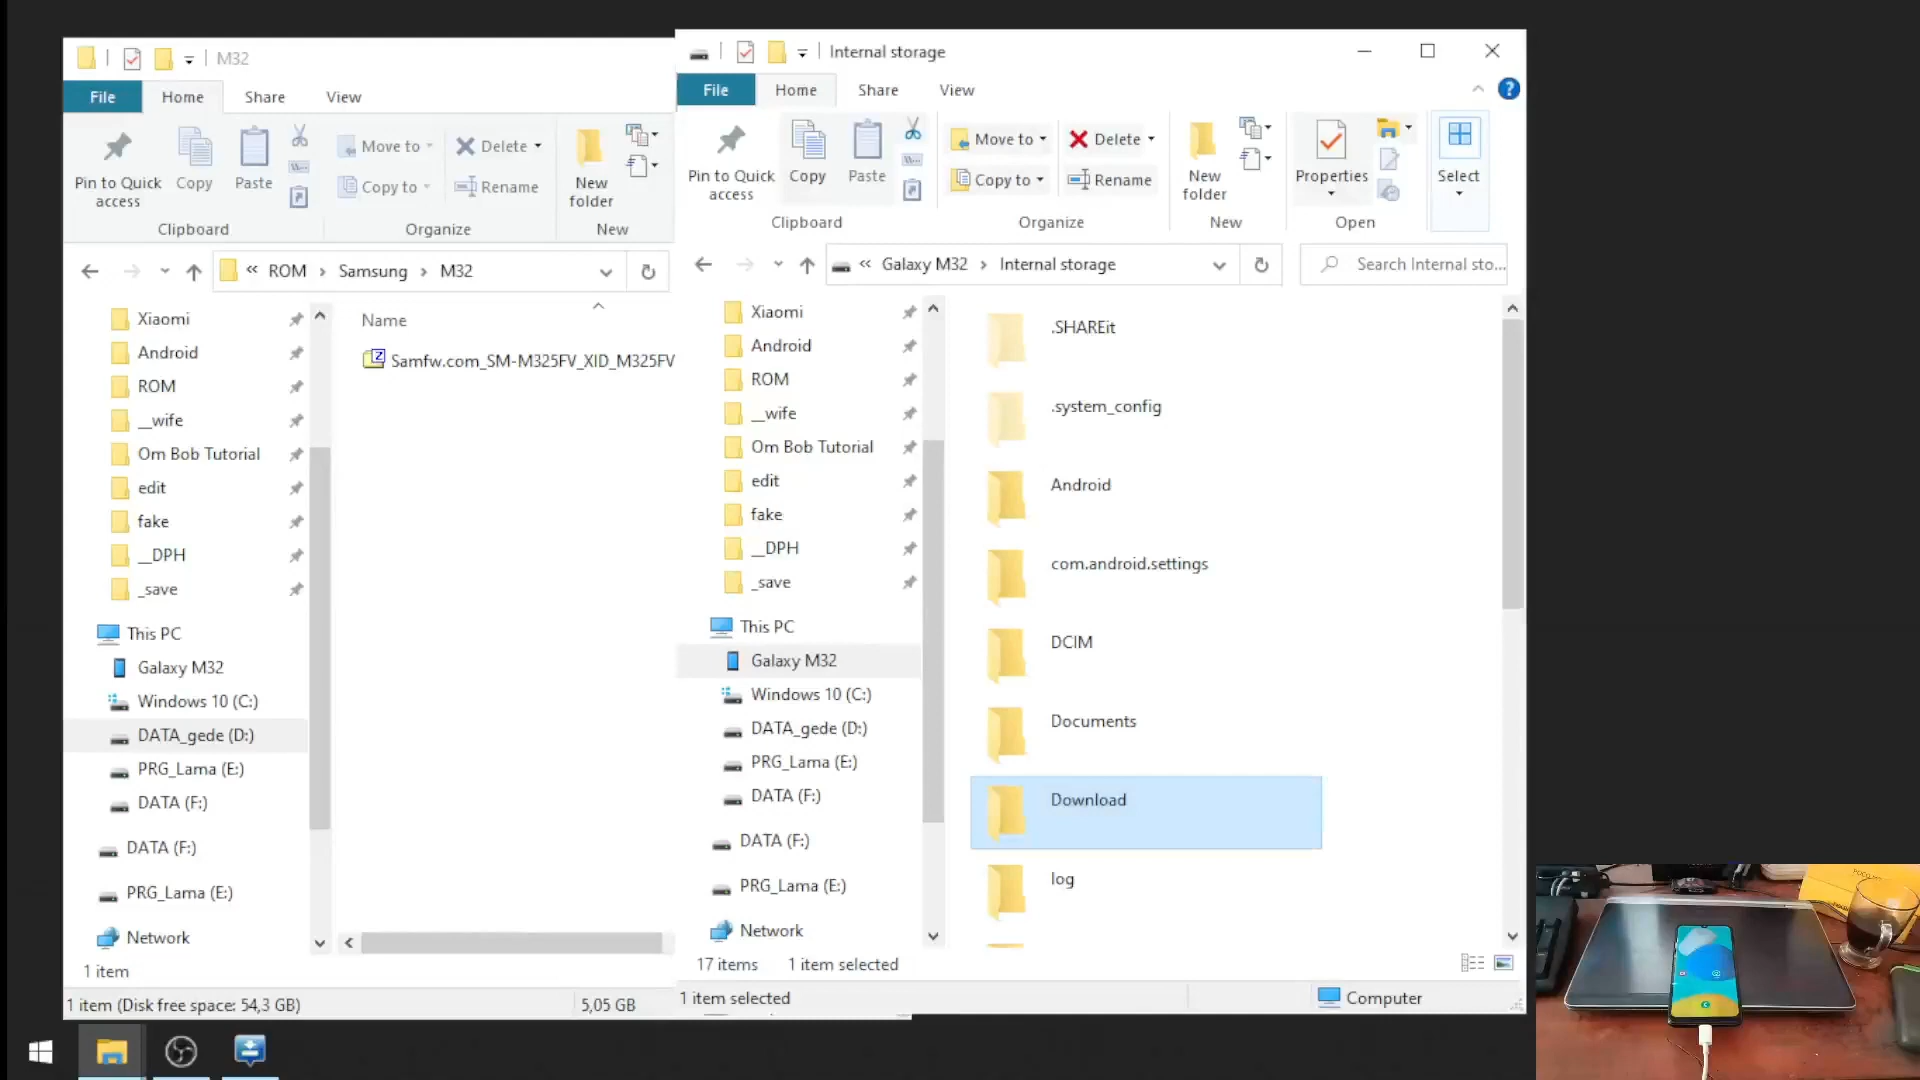 M32
File Home Share View
Pin to Quick access
Copy
Paste
Move to
Copy to
Delete
Rename
New folder
Clipboard Organize New
« ROM › Samsung › M32
Xiaomi
Android
ROM
__wife
Om Bob Tutorial
edit
fake
__DPH
_save
This PC
Galaxy M32
Windows 10 (C:)
DATA_gede (D:)
PRG_Lama (E:)
DATA (F:)
DATA (F:)
PRG_Lama (E:)
Network
Name
Samfw.com_SM-M325FV_XID_M325FV
1 item
1 item (Disk free space: 54,3 GB) 5,05 GB
Internal storage
File Home Share View
Pin to Quick access
Copy
Paste
Move to
Copy to
Delete
Rename
New folder
Properties
Select
Clipboard Organize New Open
« Galaxy M32 › Internal storage
Search Internal sto...
Xiaomi
Android
ROM
__wife
Om Bob Tutorial
edit
fake
__DPH
_save
This PC
Galaxy M32
Windows 10 (C:)
DATA_gede (D:)
PRG_Lama (E:)
DATA (F:)
DATA (F:)
PRG_Lama (E:)
Network
.SHAREit
.system_config
Android
com.android.settings
DCIM
Documents
Download
log
17 items 1 item selected
1 item selected Computer